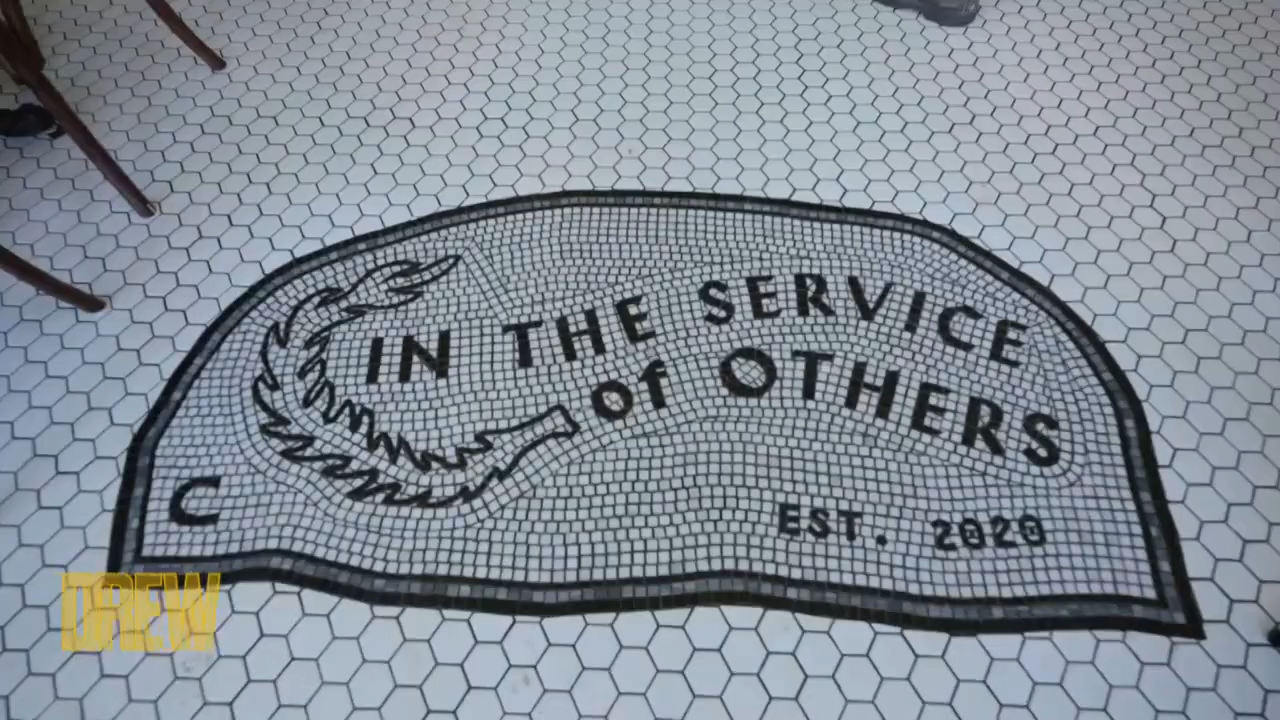 IN THE SERVICE
of OTHERS
C
EST. 2020
DREW